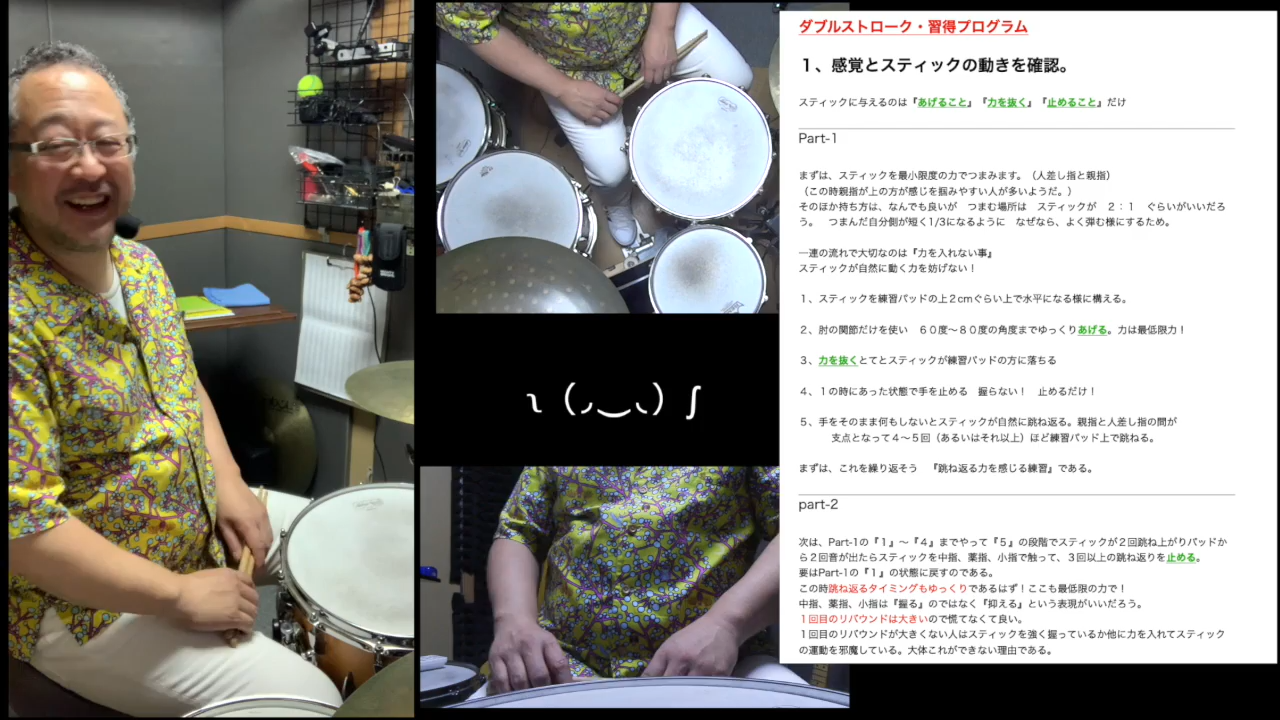 ダブルストローク・習得プログラム
１、感覚とスティックの動きを確認。
スティックに与えるのは『あげること』『力を抜く』『止めること』だけ
Part-1
まずは、スティックを最小限度の力でつまみます。（人差し指と親指）
（この時親指が上の方が感じを掴みやすい人が多いようだ。）
そのほか持ち方は、なんでも良いが　つまむ場所は　スティックが　２：１　ぐらいがいいだろ
う。　つまんだ自分側が短く1/3になるように　なぜなら、よく弾む様にするため。
一連の流れで大切なのは『力を入れない事』
スティックが自然に動く力を妨げない！
１、スティックを練習パッドの上２cmぐらい上で水平になる様に構える。
２、肘の関節だけを使い　６０度〜８０度の角度までゆっくりあげる。力は最低限力！
３、力を抜くとてとスティックが練習パッドの方に落ちる
４、１の時にあった状態で手を止める　握らない！　止めるだけ！
５、手をそのまま何もしないとスティックが自然に跳ね返る。親指と人差し指の間が
支点となって４〜５回（あるいはそれ以上）ほど練習パッド上で跳ねる。
まずは、これを繰り返そう　『跳ね返る力を感じる練習』である。
part-2
次は、Part-1の『１』〜『４』までやって『５』の段階でスティックが２回跳ね上がりパッドか
ら２回音が出たらスティックを中指、薬指、小指で触って、３回以上の跳ね返りを止める。
要はPart-1の『１』の状態に戻すのである。
この時跳ね返るタイミングもゆっくりであるはず！ここも最低限の力で！
中指、薬指、小指は『握る』のではなく『抑える』という表現がいいだろう。
１回目のリバウンドは大きいので慌てなくて良い。
１回目のリバウンドが大きくない人はスティックを強く握っているか他に力を入れてスティック
の運動を邪魔している。大体これができない理由である。